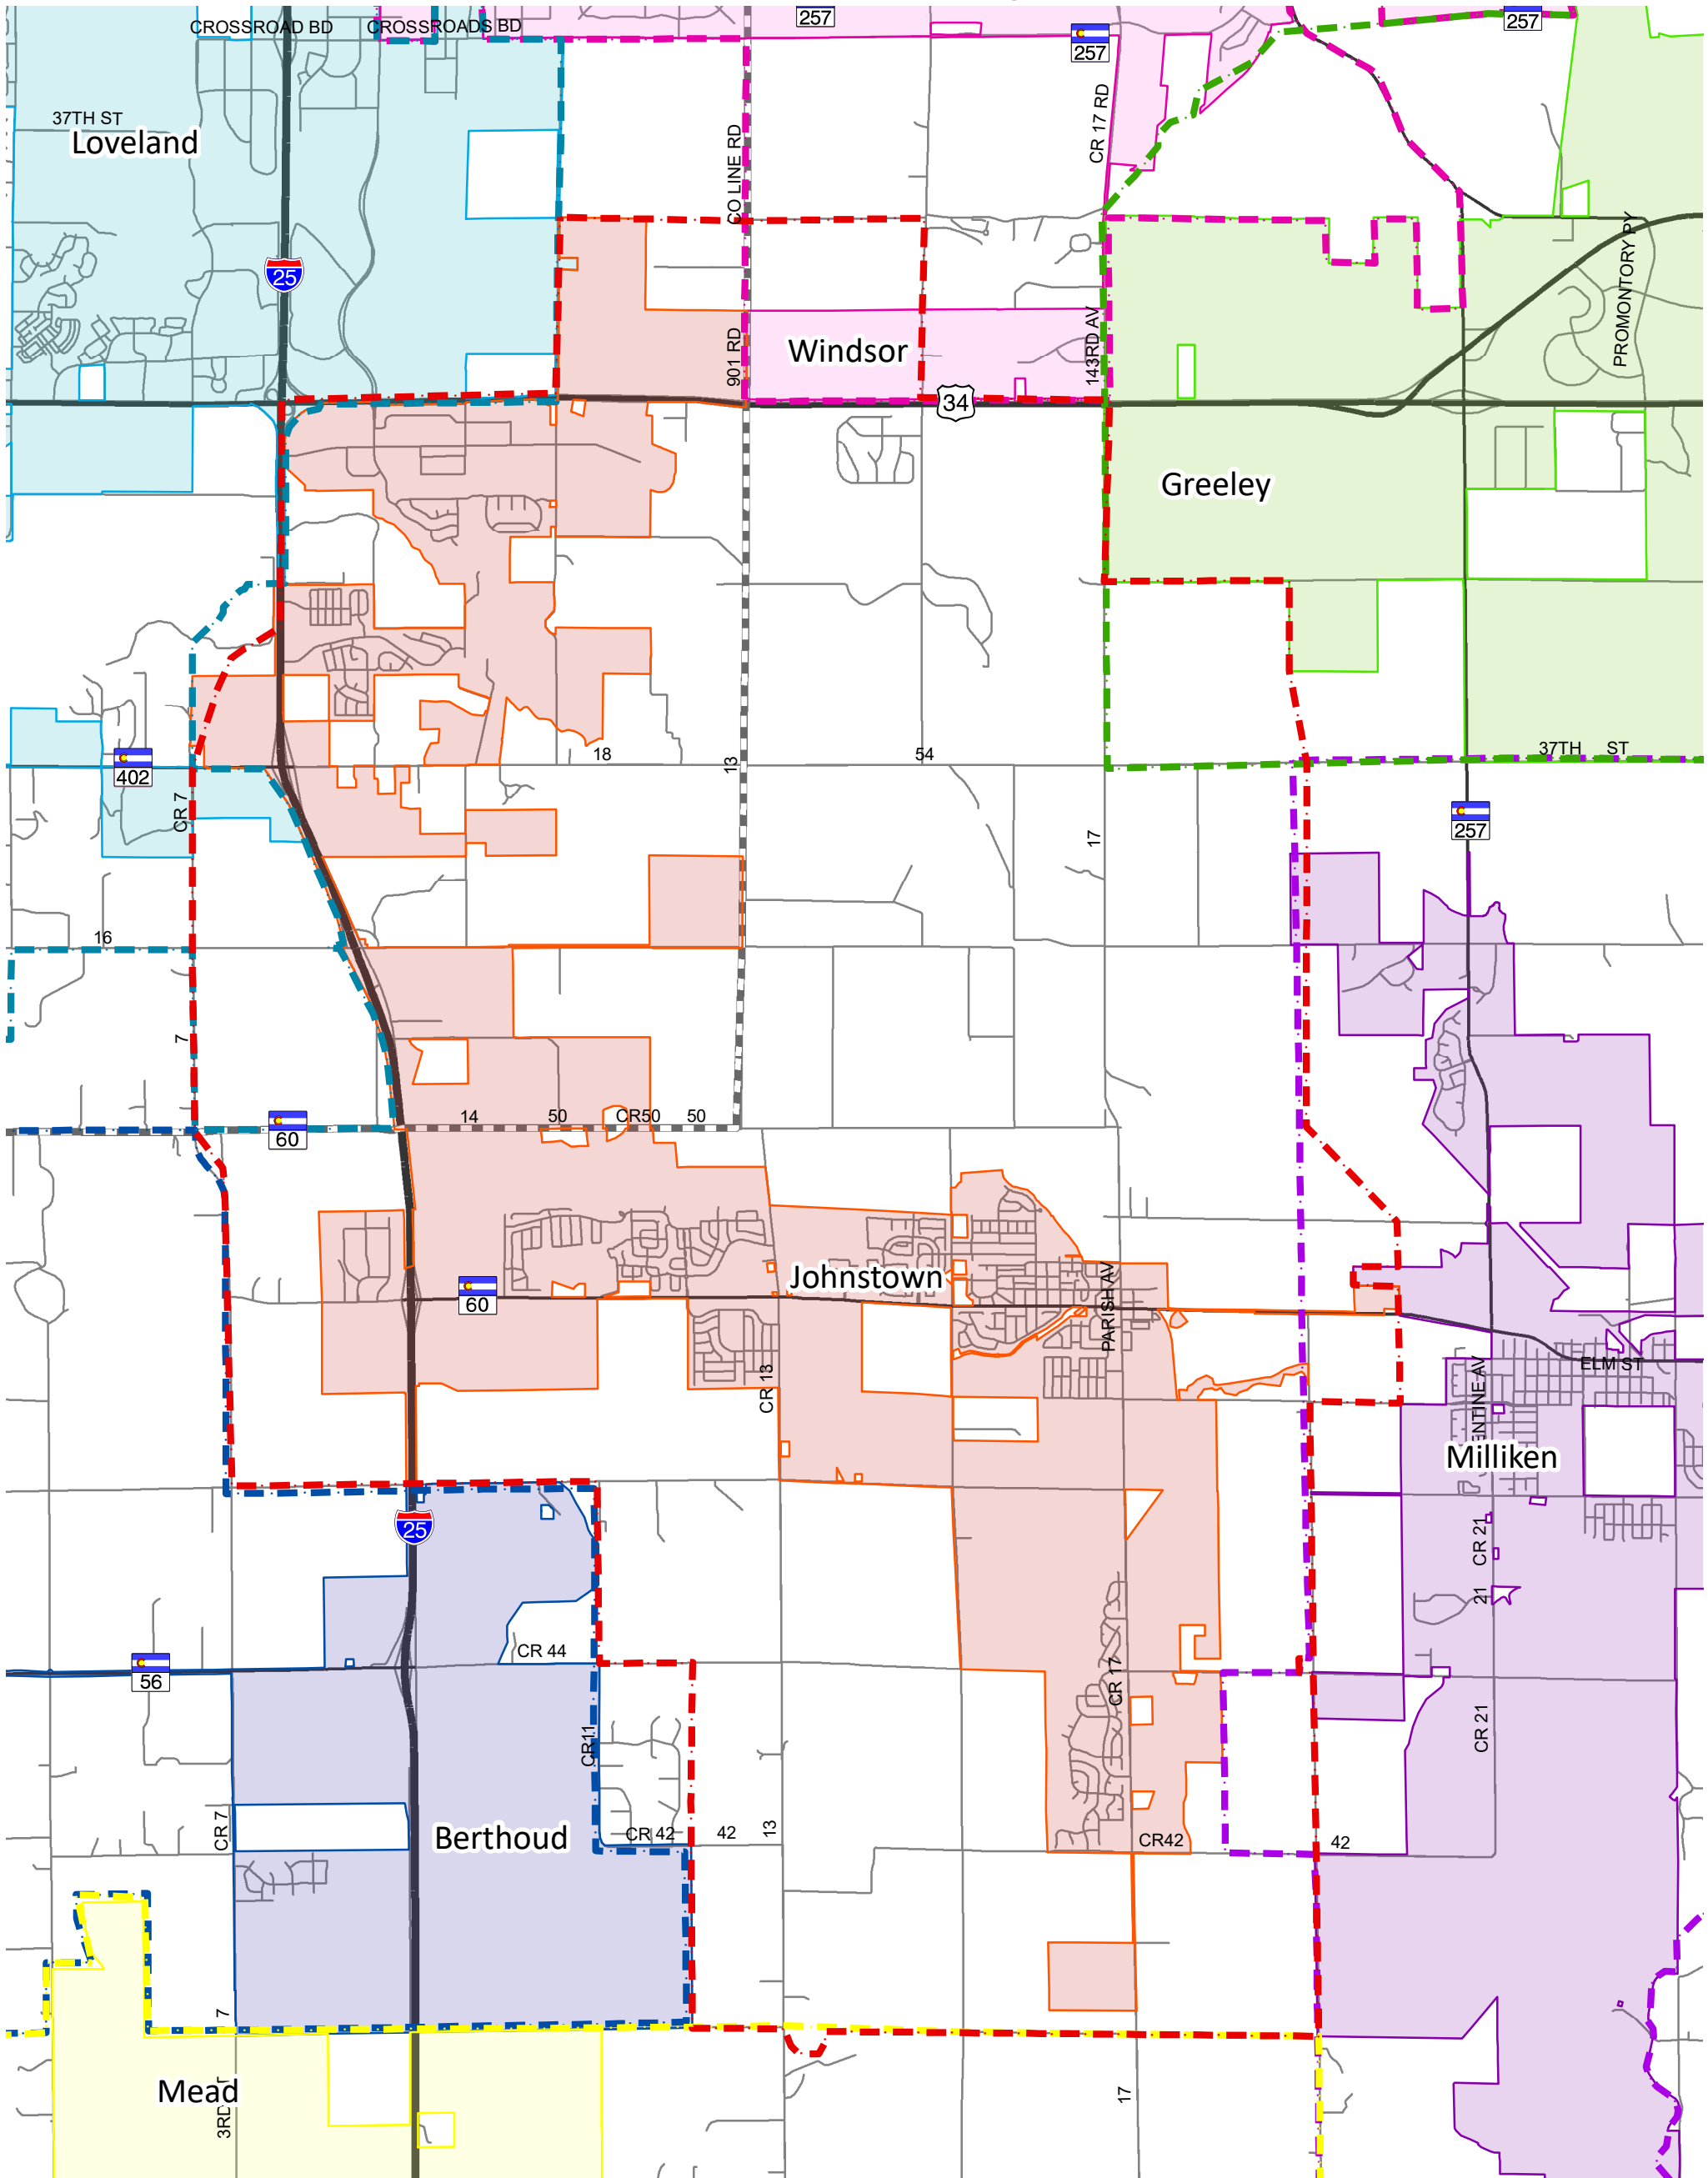 257
257
257
CROSSROAD BD
CROSSROADS BD
37TH ST
Loveland
CO LINE RD
CR 17 RD
25
PROMONTORY PY
901 RD
Windsor
143RD AV
34
Greeley
402
18
13
54
37TH ST
CR 7
17
257
16
7
60
14
50
CR50
50
60
Johnstown
PARISH AV
CR 13
ELM ST
ENTINE AV
Milliken
25
CR 21
21
CR 44
56
CR 17
CR 21
CR11
CR 7
Berthoud
CR 42
42
13
CR42
42
7
Mead
3RD
17